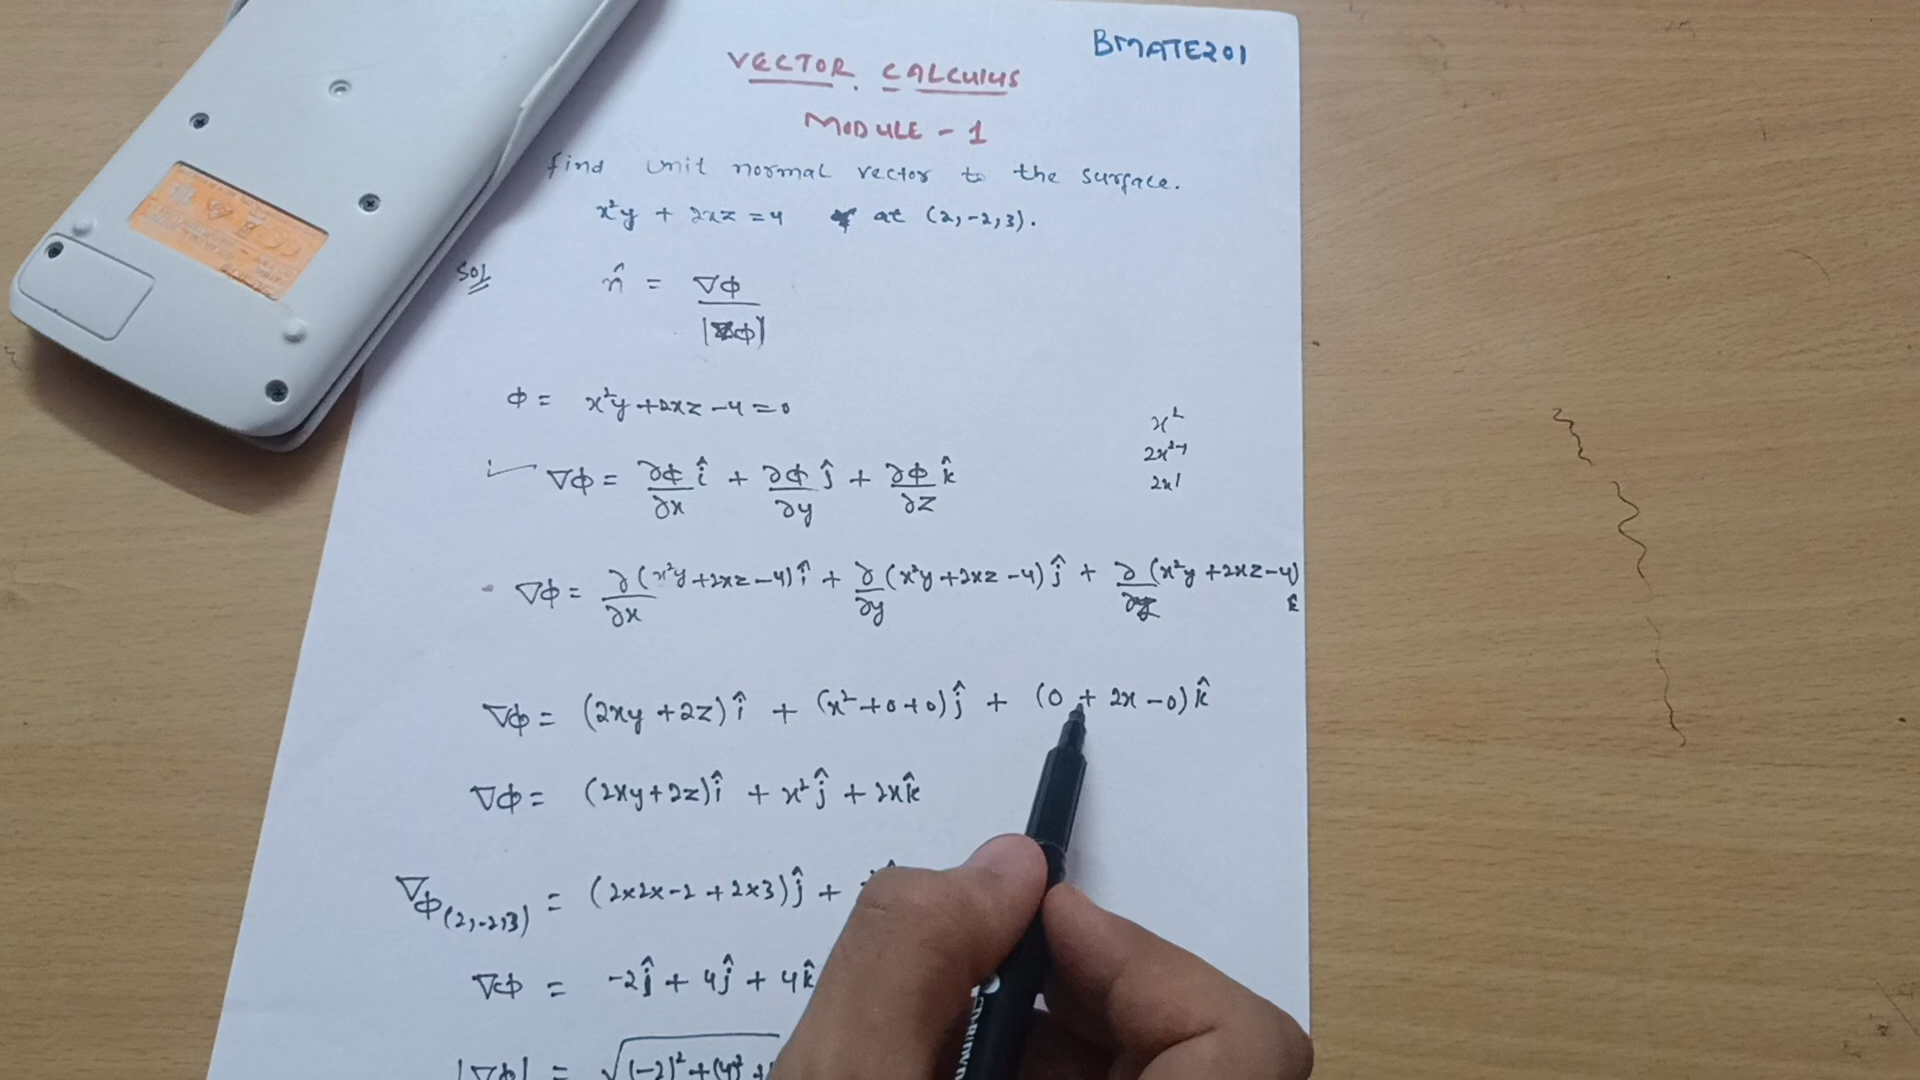 BMATE201
VECTOR CALCULUS
MODULE - 1
find unit normal vector to the surface.
x²y + 2xz = 4 at (2,-2,3).
Sol
n̂ = ∇ϕ
|∇ϕ|
ϕ = x²y + 2xz - 4 = 0
x²
2x²⁻¹
2x¹
∇ϕ = ∂ϕ/∂x î + ∂ϕ/∂y ĵ + ∂ϕ/∂z k̂
∇ϕ = ∂/∂x (x²y + 2xz - 4) î + ∂/∂y (x²y + 2xz - 4) ĵ + ∂/∂z (x²y + 2xz - 4) k̂
∇ϕ = (2xy + 2z) î + (x² + 0 + 0) ĵ + (0 + 2x - 0) k̂
∇ϕ = (2xy + 2z) î + x² ĵ + 2x k̂
∇ϕ(2,-2,3) = (2x2x-2 + 2x3) ĵ +
∇ϕ = -2ĵ + 4ĵ + 4k̂
|∇ϕ| = √(-2)² + (4)² +